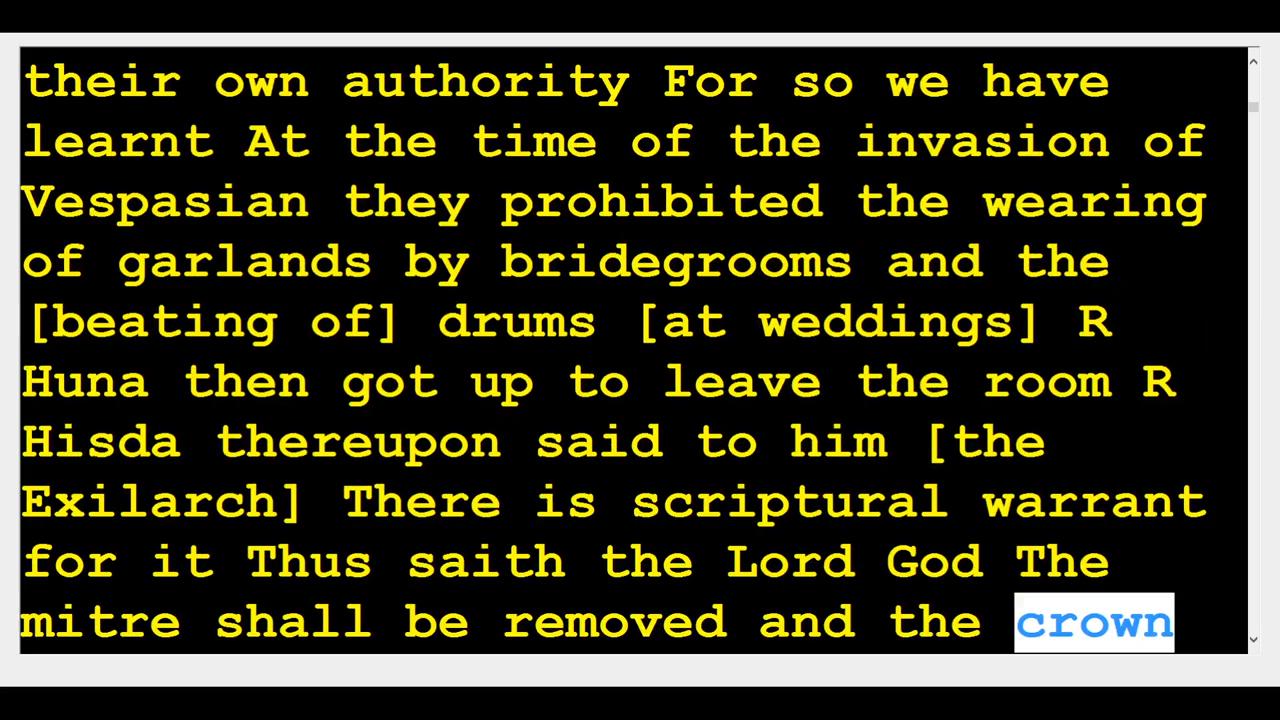 their own authority For so we have
learnt At the time of the invasion of
Vespasian they prohibited the wearing
of garlands by bridegrooms and the
[beating of] drums [at weddings] R
Huna then got up to leave the room R
Hisda thereupon said to him [the
Exilarch] There is scriptural warrant
for it Thus saith the Lord God The
mitre shall be removed and the crown